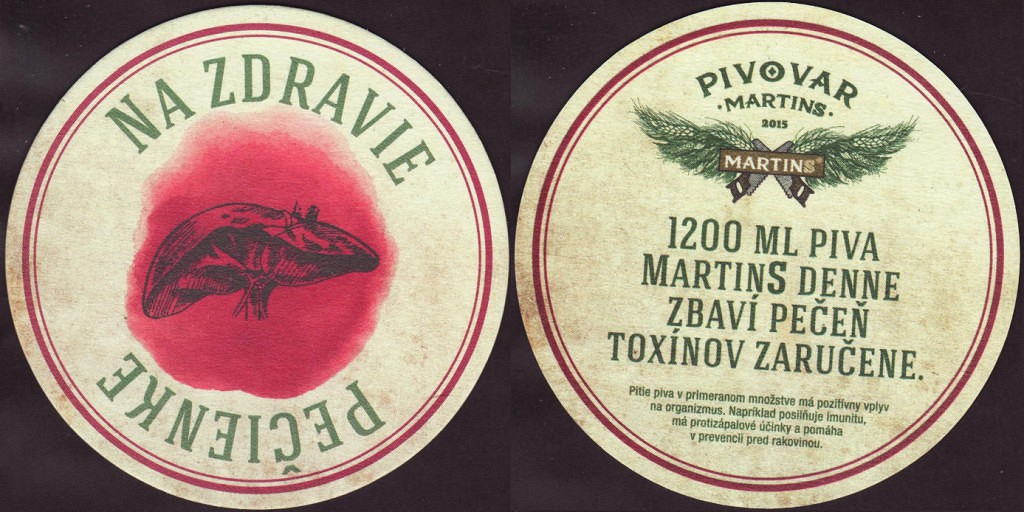 NA ZDRAVIE
PEČIENKE
PIVOVAR
·MARTINS·
2015
MARTINS
1200 ML PIVA
MARTINS DENNE
ZBAVÍ PEČEŇ
TOXÍNOV ZARUČENE.
Pitie piva v primeranom množstve má pozitívny vplyv
na organizmus. Napríklad posilňuje imunitu,
má protizápalové účinky a pomáha
v prevencii pred rakovinou.